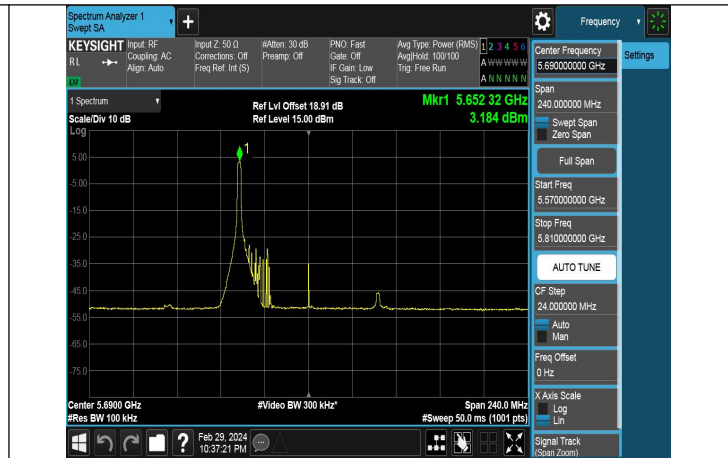 Spectrum Analyzer 1
Swept SA
+
Frequency
KEYSIGHT
RL
LXI
Input: RF
Coupling: AC
Align: Auto
Input Z: 50 Ω
Corrections: Off
Freq Ref: Int (S)
#Atten: 30 dB
Preamp: Off
PNO: Fast
Gate: Off
IF Gain: Low
Sig Track: Off
Avg Type: Power (RMS)
Avg|Hold: 100/100
Trig: Free Run
1 2 3 4 5 6
A W W W W W
A N N N N N
1 Spectrum
Scale/Div 10 dB
Log
Ref Lvl Offset 18.91 dB
Ref Level 15.00 dBm
Mkr1 5.652 32 GHz
3.184 dBm
1
5.00
-5.00
-15.0
-25.0
-35.0
-45.0
-55.0
-65.0
-75.0
Center 5.6900 GHz
#Res BW 100 kHz
#Video BW 300 kHz*
Span 240.0 MHz
#Sweep 50.0 ms (1001 pts)
Feb 29, 2024
10:37:21 PM
?
Center Frequency
5.690000000 GHz
Settings
Span
240.000000 MHz
Swept Span
Zero Span
Full Span
Start Freq
5.570000000 GHz
Stop Freq
5.810000000 GHz
AUTO TUNE
CF Step
24.000000 MHz
Auto
Man
Freq Offset
0 Hz
X Axis Scale
Log
Lin
Signal Track
(Span Zoom)